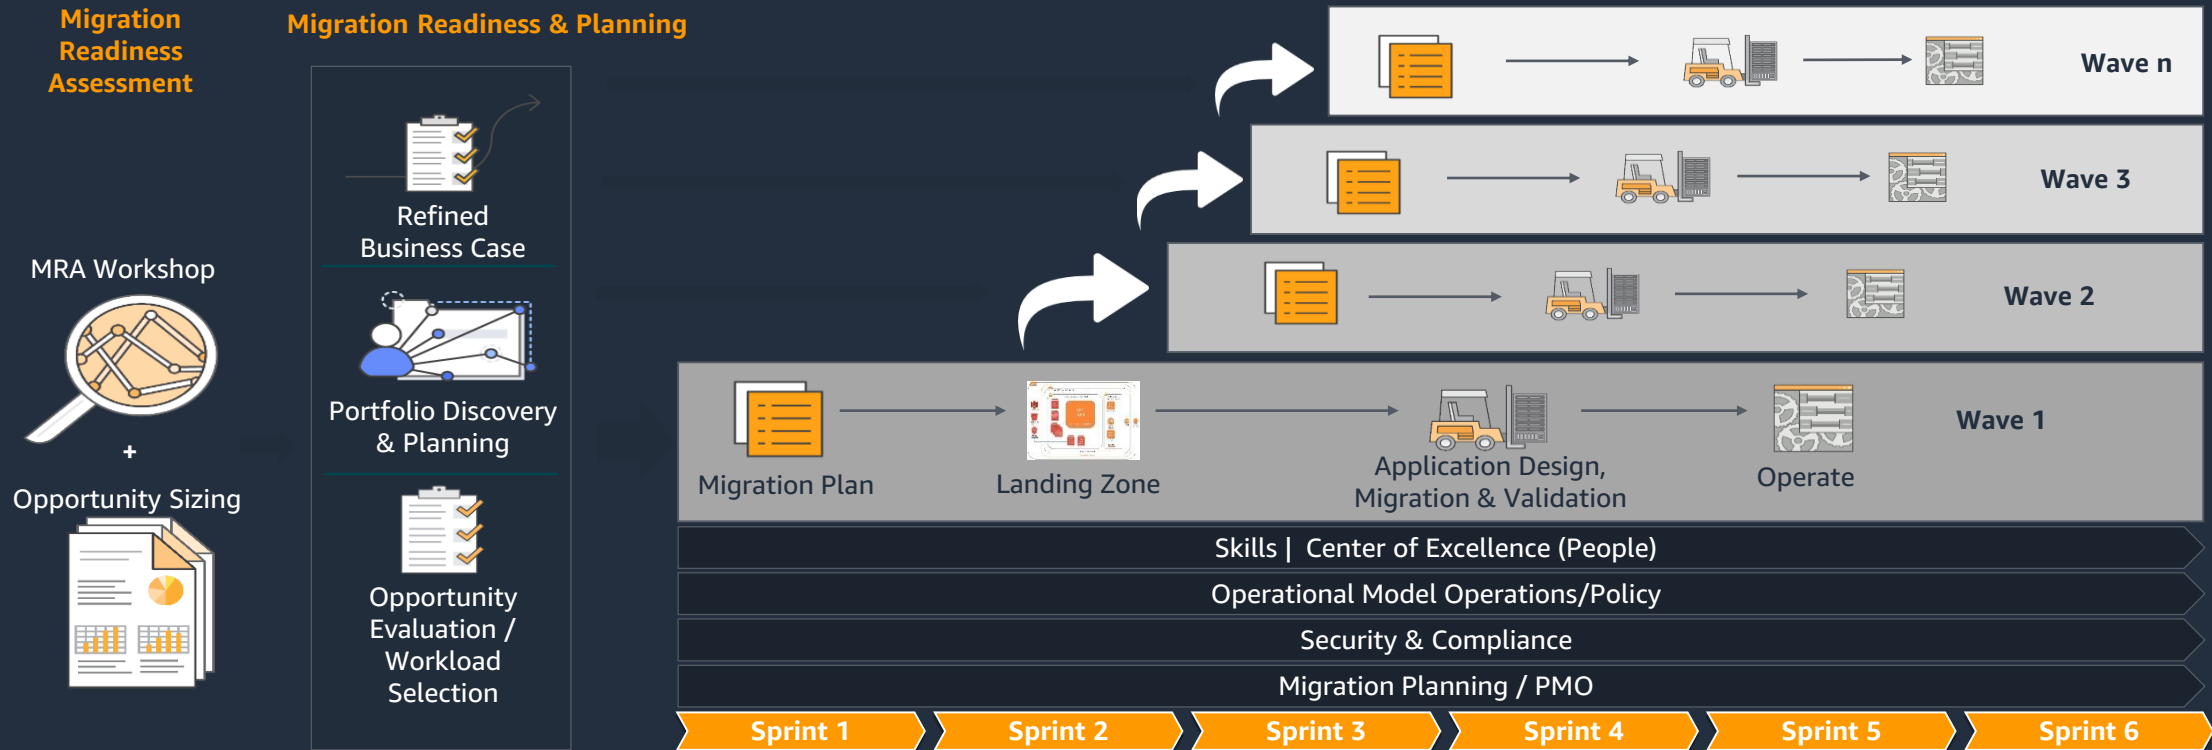 Migration
Readiness
Assessment
Migration Readiness & Planning
MRA Workshop
+
Opportunity Sizing
Refined
Business Case
Portfolio Discovery
& Planning
Opportunity
Evaluation /
Workload
Selection
Wave n
Wave 3
Wave 2
Wave 1
Migration Plan
Landing Zone
Application Design,
Migration & Validation
Operate
Skills | Center of Excellence (People)
Operational Model Operations/Policy
Security & Compliance
Migration Planning / PMO
Sprint 1
Sprint 2
Sprint 3
Sprint 4
Sprint 5
Sprint 6